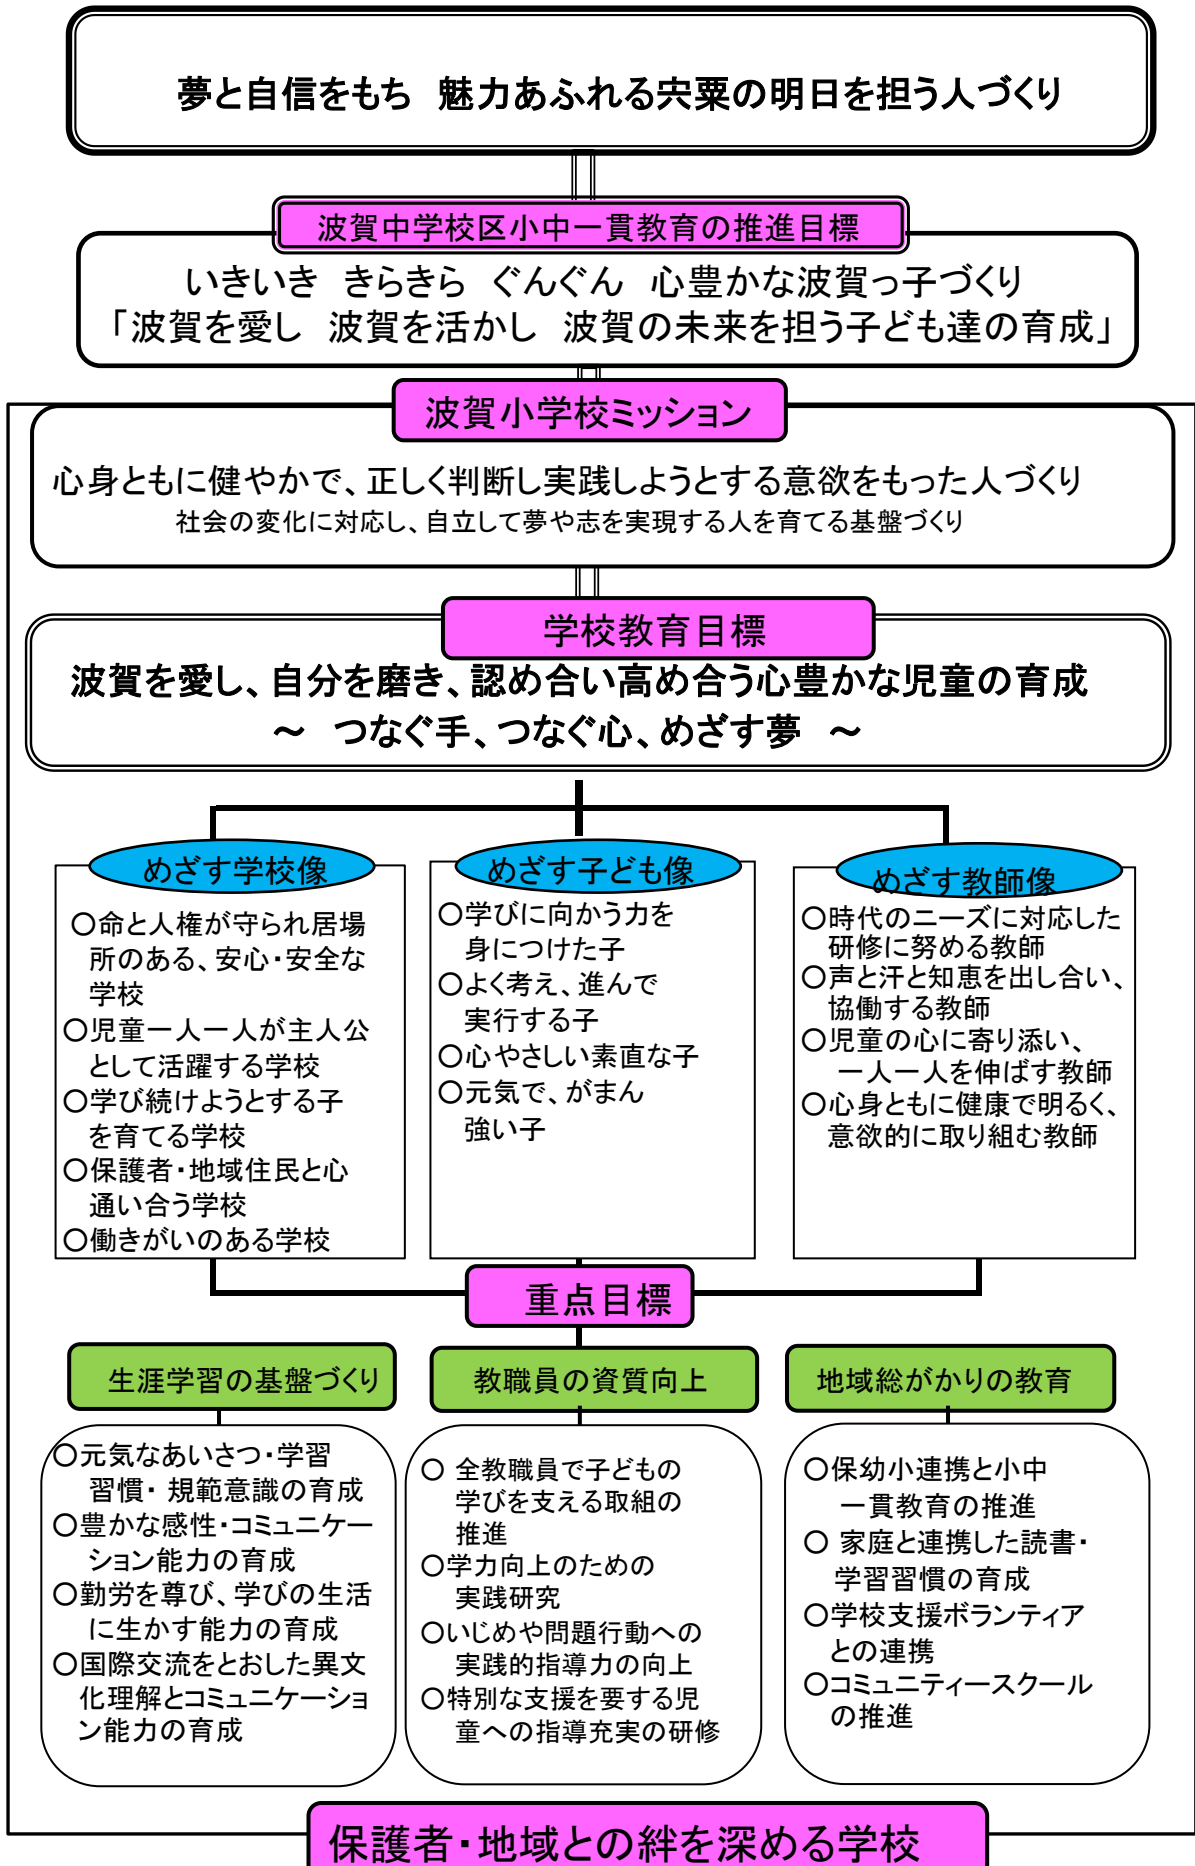 夢と自信をもち　魅力あふれる宍粟の明日を担う人づくり
波賀中学校区小中一貫教育の推進目標
いきいき　きらきら　ぐんぐん　心豊かな波賀っ子づくり
「波賀を愛し　波賀を活かし　波賀の未来を担う子ども達の育成」
波賀小学校ミッション
心身ともに健やかで、正しく判断し実践しようとする意欲をもった人づくり
社会の変化に対応し、自立して夢や志を実現する人を育てる基盤づくり
学校教育目標
波賀を愛し、自分を磨き、認め合い高め合う心豊かな児童の育成
～　つなぐ手、つなぐ心、めざす夢　～
めざす学校像
○命と人権が守られ居場
所のある、安心・安全な
学校
○児童一人一人が主人公
として活躍する学校
○学び続けようとする子
を育てる学校
○保護者・地域住民と心
通い合う学校
○働きがいのある学校
めざす子ども像
○学びに向かう力を
身につけた子
○よく考え、進んで
実行する子
○心やさしい素直な子
○元気で、がまん
強い子
めざす教師像
○時代のニーズに対応した
研修に努める教師
○声と汗と知恵を出し合い、
協働する教師
○児童の心に寄り添い、
一人一人を伸ばす教師
○心身ともに健康で明るく、
意欲的に取り組む教師
重点目標
生涯学習の基盤づくり
○元気なあいさつ・学習
習慣・ 規範意識の育成
○豊かな感性・コミュニケー
ション能力の育成
○勤労を尊び、学びの生活
に生かす能力の育成
○国際交流をとおした異文
化理解とコミュニケーショ
ン能力の育成
教職員の資質向上
○ 全教職員で子どもの
学びを支える取組の
推進
○学力向上のための
実践研究
○いじめや問題行動への
実践的指導力の向上
○特別な支援を要する児
童への指導充実の研修
地域総がかりの教育
○保幼小連携と小中
一貫教育の推進
○ 家庭と連携した読書・
学習習慣の育成
○学校支援ボランティア
との連携
○コミュニティースクール
の推進
保護者・地域との絆を深める学校